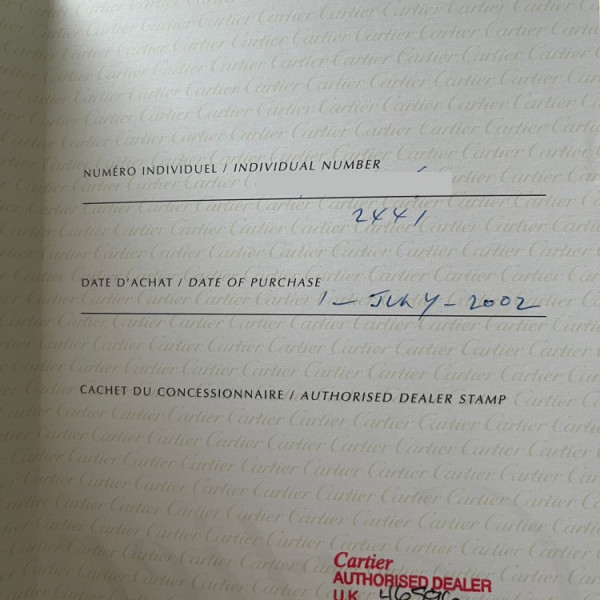 NUMÉRO INDIVIDUEL / INDIVIDUAL NUMBER
2441
DATE D'ACHAT / DATE OF PURCHASE
1 - JULY - 2002
CACHET DU CONCESSIONNAIRE / AUTHORISED DEALER STAMP
Cartier
AUTHORISED DEALER
U.K